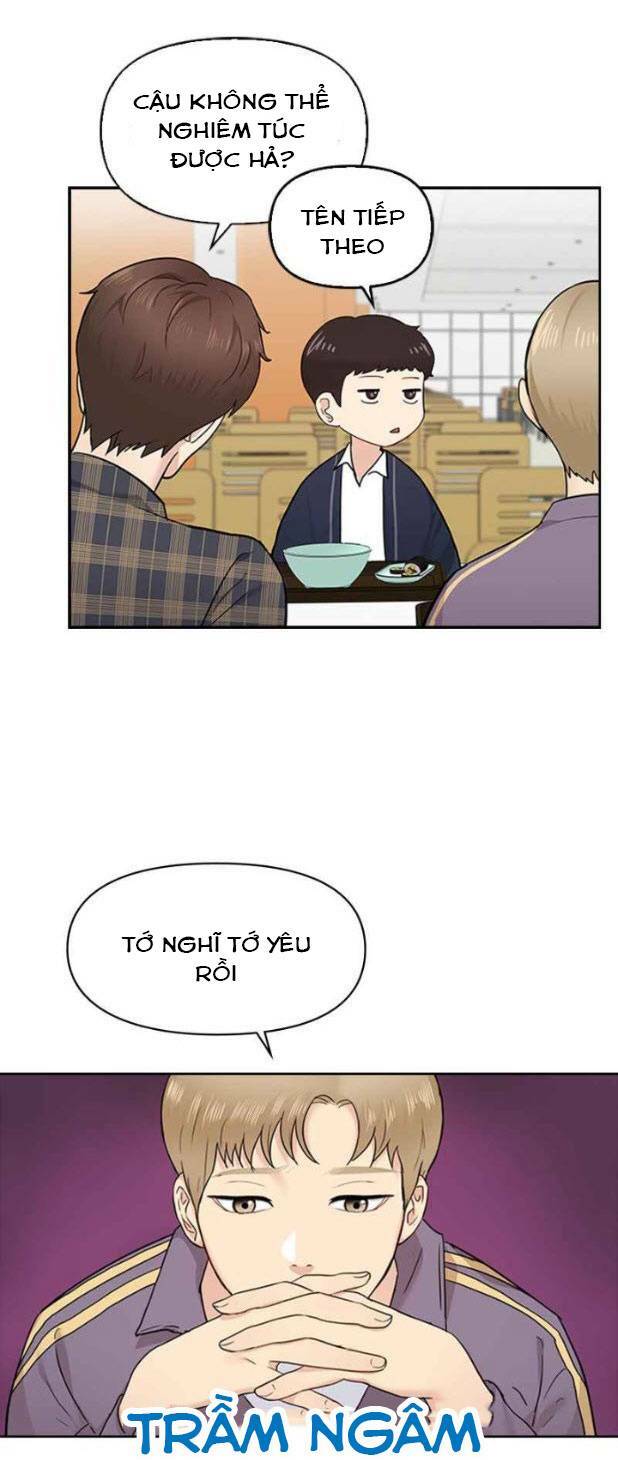 CẬU KHÔNG THỂ
NGHIÊM TÚC
ĐƯỢC HẢ?
TÊN TIẾP
THEO
TỚ NGHĨ TỚ YÊU
RỒI
TRẦM NGÂM